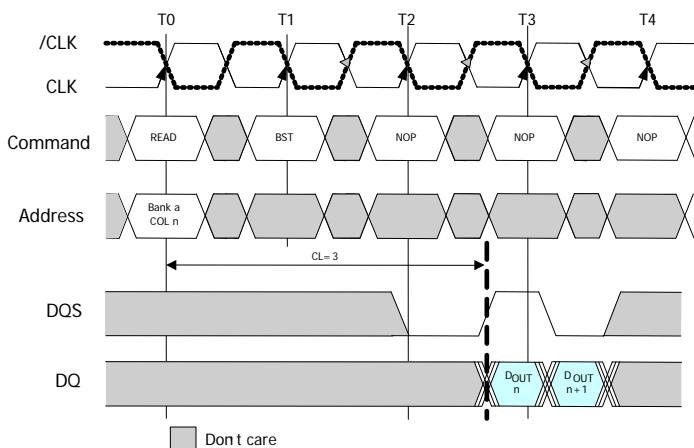 T0 T1 T2 T3 T4
/CLK
CLK
Command READ BST NOP NOP NOP
Address Bank a
COL n
CL= 3
DQS
DQ DOUT
n DOUT
n+1
Don't care